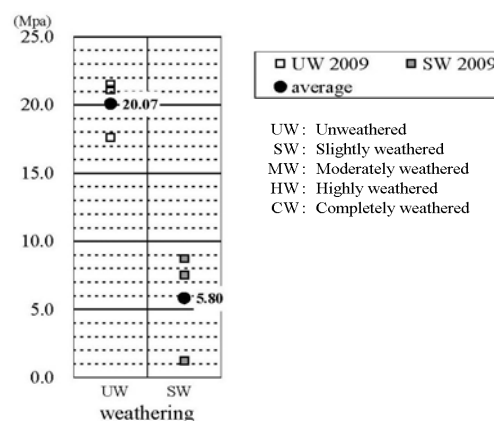 (Mpa)
25.0
20.0
15.0
10.0
5.0
0.0
20.07
5.80
UW SW
weathering
UW 2009 SW 2009
average
UW: Unweathered
SW: Slightly weathered
MW: Moderately weathered
HW: Highly weathered
CW: Completely weathered